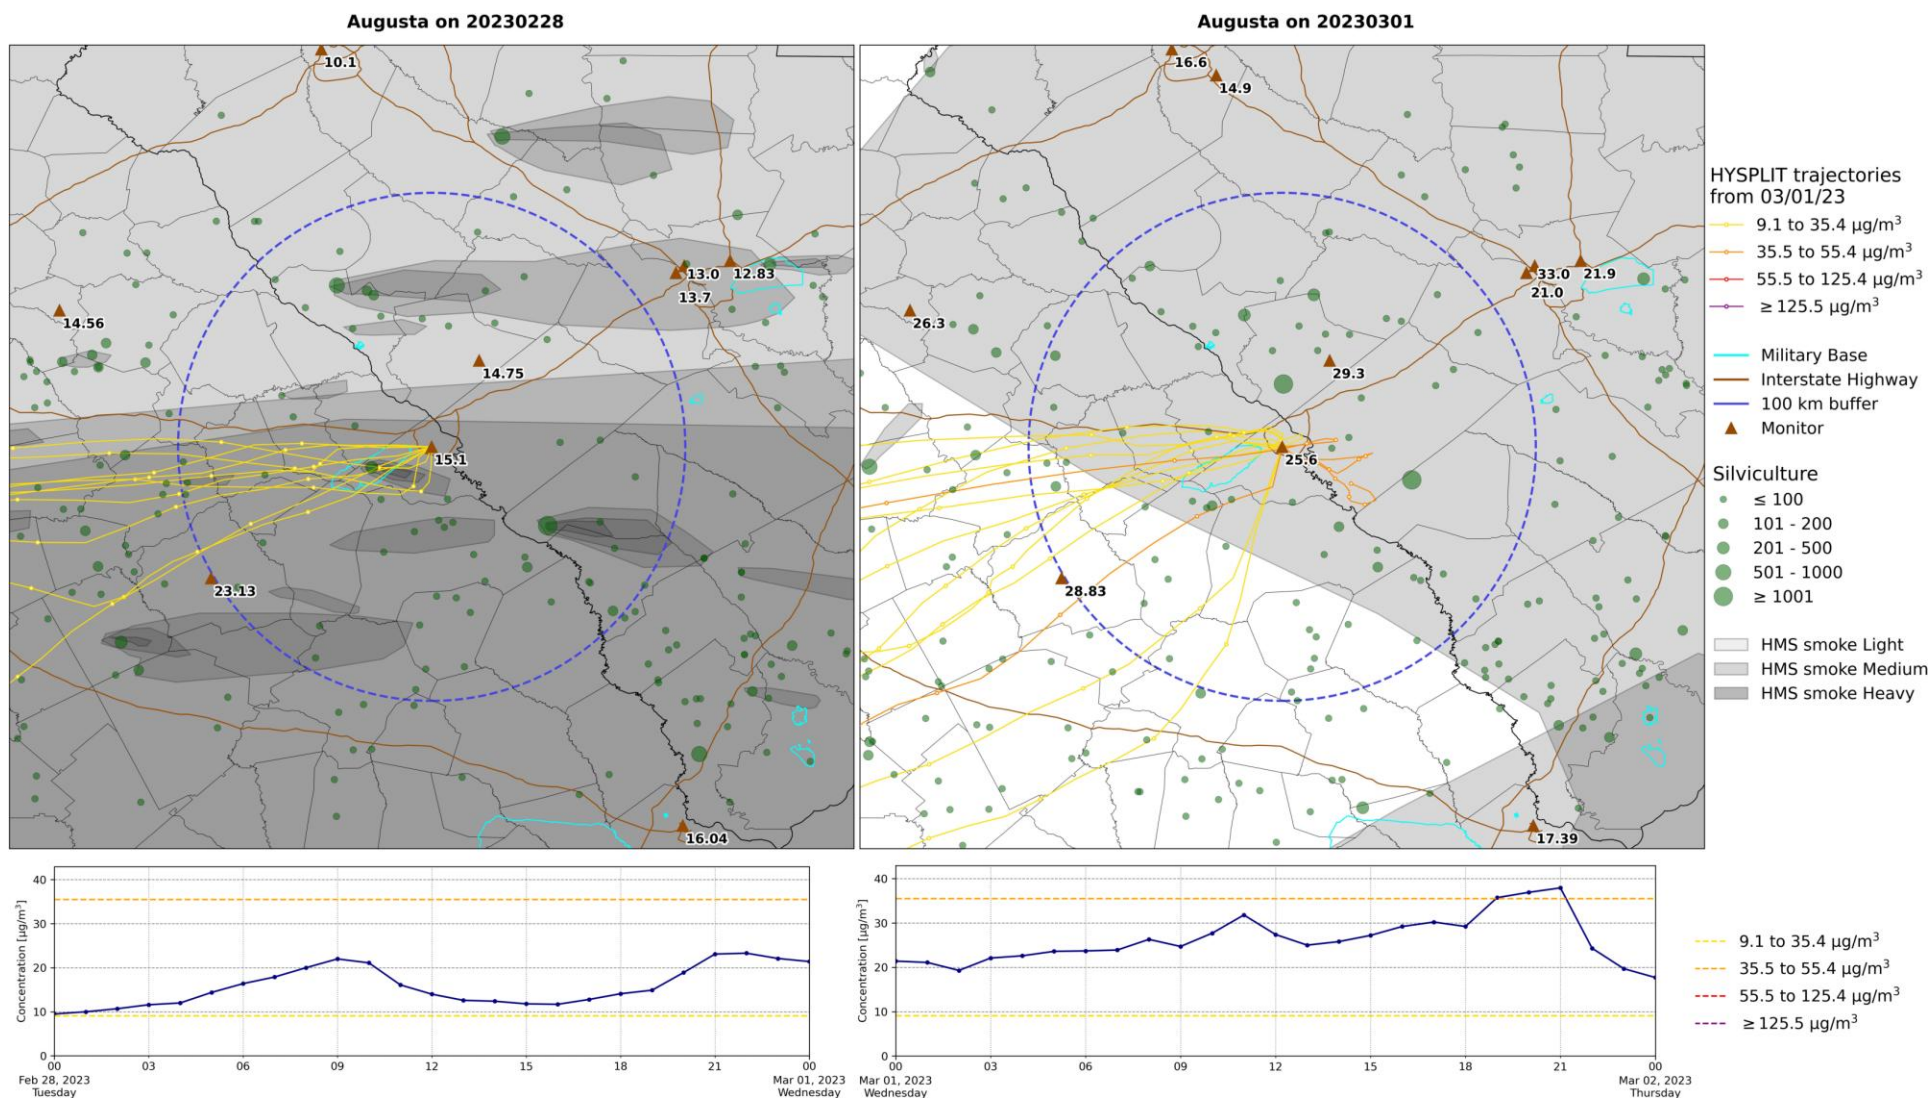 Augusta on 20230228
10.1
13.0
12.83
13.7
14.56
14.75
15.1
23.13
16.04
Augusta on 20230301
16.6
14.9
33.0
21.9
21.0
26.3
29.3
25.6
28.83
17.39
HYSPLIT trajectories
from 03/01/23
9.1 to 35.4 µg/m³
35.5 to 55.4 µg/m³
55.5 to 125.4 µg/m³
≥ 125.5 µg/m³
Military Base
Interstate Highway
100 km buffer
Monitor
Silviculture
≤ 100
101 - 200
201 - 500
501 - 1000
≥ 1001
HMS smoke Light
HMS smoke Medium
HMS smoke Heavy
Concentration [µg/m³]
40
30
20
10
0
00 03 06 09 12 15 18 21 00
Feb 28, 2023
Tuesday
Mar 01, 2023
Wednesday
Concentration [µg/m³]
40
30
20
10
0
00 03 06 09 12 15 18 21 00
Mar 01, 2023
Wednesday
Mar 02, 2023
Thursday
9.1 to 35.4 µg/m³
35.5 to 55.4 µg/m³
55.5 to 125.4 µg/m³
≥ 125.5 µg/m³